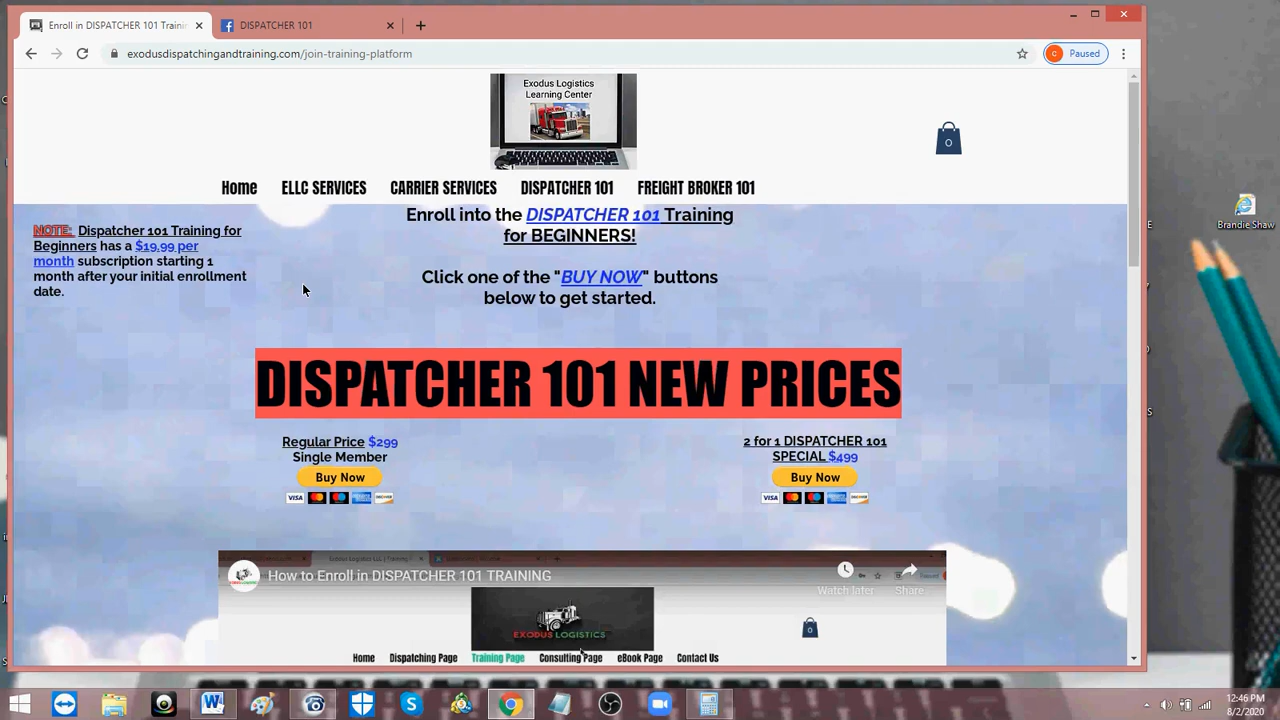 Enroll in DISPATCHER 101 Trainin
DISPATCHER 101
exodusdispatchingandtraining.com/join-training-platform
Paused
Exodus Logistics
Learning Center
0
Home ELLC SERVICES CARRIER SERVICES DISPATCHER 101 FREIGHT BROKER 101
Enroll into the DISPATCHER 101 Training
for BEGINNERS!
NOTE: Dispatcher 101 Training for
Beginners has a $19.99 per
month subscription starting 1
month after your initial enrollment
date.
Click one of the "BUY NOW" buttons
below to get started.
DISPATCHER 101 NEW PRICES
Regular Price $299
Single Member
Buy Now
VISA
DISCOVER
2 for 1 DISPATCHER 101
SPECIAL $499
Buy Now
VISA
DISCOVER
How to Enroll in DISPATCHER 101 TRAINING
Watch later
Share
EXODUS LOGISTICS
0
Home Dispatching Page Training Page Consulting Page eBook Page Contact Us
Brandie Shaw
12:46 PM
8/2/2020